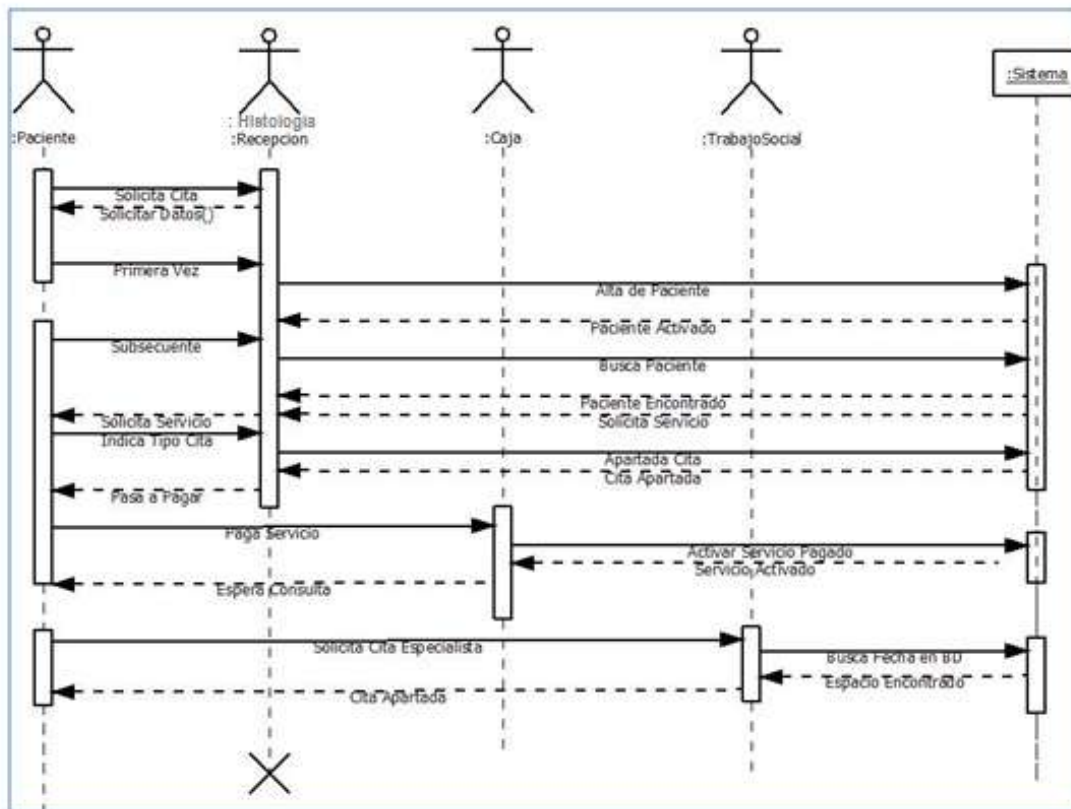 :Paciente
: Histologia
:Recepcion
:Caja
:TrabajoSocial
:Sistema
Solicita Cita
Solicitar Datos()
Primera Vez
Alta de Paciente
Paciente Activado
Subsecuente
Busca Paciente
Paciente Encontrado
Solicita Servicio
Solicita Servicio
Indica Tipo Cita
Apartada Cita
Cita Apartada
Pasa a Pagar
Paga Servicio
Activar Servicio Pagado
Servicio Activado
Espera Consulta
Solicita Cita Especialista
Busca Fecha en BD
Espacio Encontrado
Cita Apartada